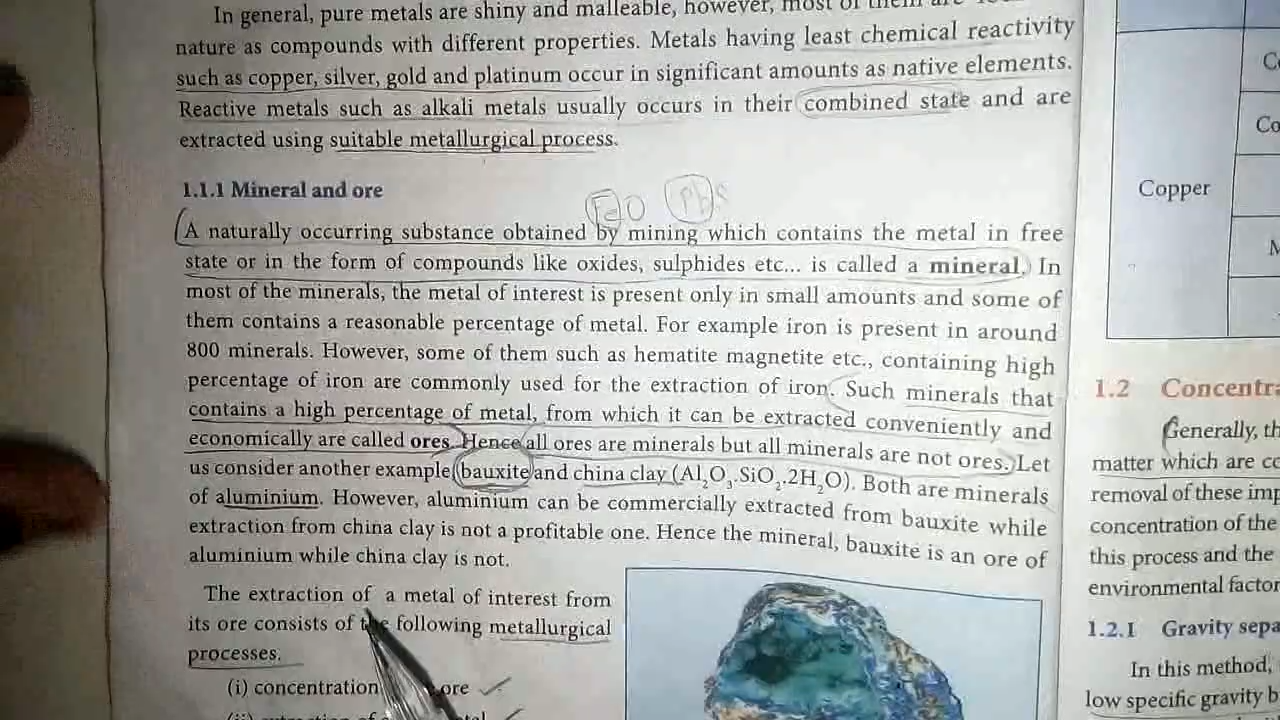 In general, pure metals are shiny and malleable, however, most of them are
nature as compounds with different properties. Metals having least chemical reactivity
such as copper, silver, gold and platinum occur in significant amounts as native elements.
Reactive metals such as alkali metals usually occurs in their combined state and are
extracted using suitable metallurgical process.
1.1.1 Mineral and ore
FeO PbS
A naturally occurring substance obtained by mining which contains the metal in free
state or in the form of compounds like oxides, sulphides etc... is called a mineral. In
most of the minerals, the metal of interest is present only in small amounts and some of
them contains a reasonable percentage of metal. For example iron is present in around
800 minerals. However, some of them such as hematite magnetite etc., containing high
percentage of iron are commonly used for the extraction of iron. Such minerals that
contains a high percentage of metal, from which it can be extracted conveniently and
economically are called ores. Hence all ores are minerals but all minerals are not ores. Let
us consider another example bauxite and china clay (Al₂O₃.SiO₂.2H₂O). Both are minerals
of aluminium. However, aluminium can be commercially extracted from bauxite while
extraction from china clay is not a profitable one. Hence the mineral, bauxite is an ore of
aluminium while china clay is not.
The extraction of a metal of interest from
its ore consists of the following metallurgical
processes.
(i) concentration ore
Copper
Co
1.2 Concentra
Generally, th
matter which are co
removal of these imp
concentration of the
this process and the
environmental factor
1.2.1 Gravity sepa
In this method,
low specific gravity b